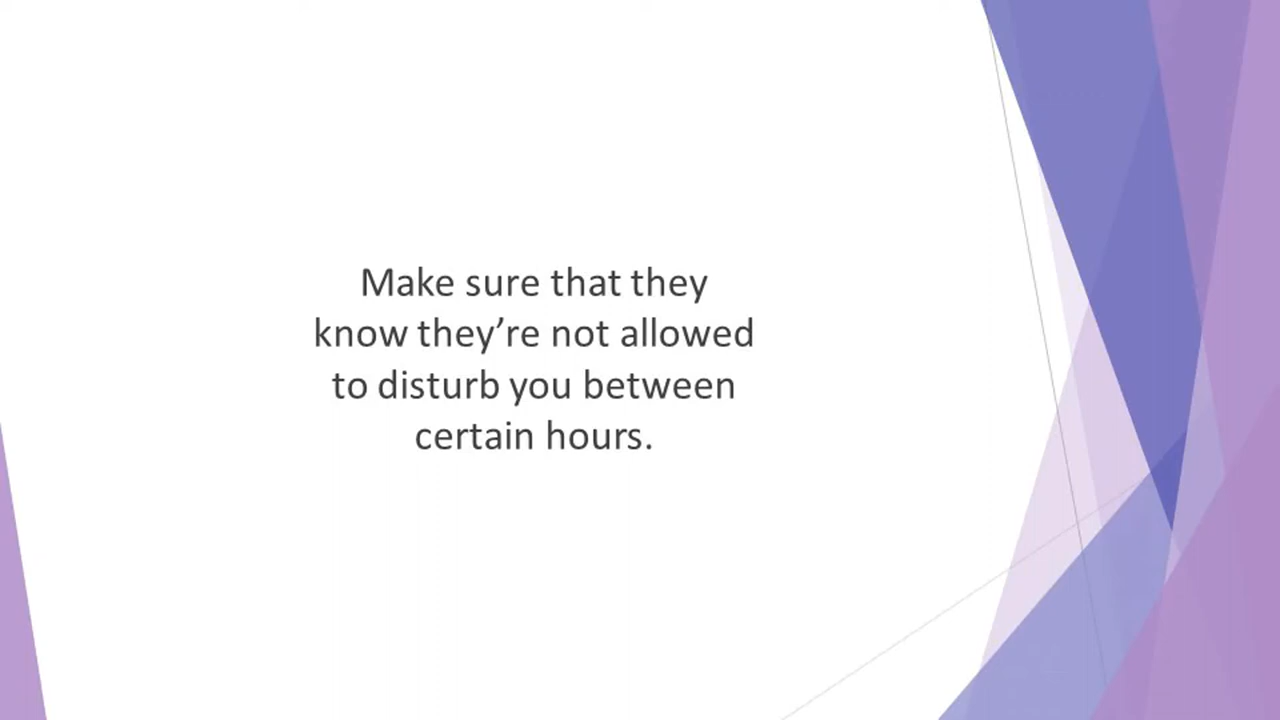 Make sure that they
know they’re not allowed
to disturb you between
certain hours.